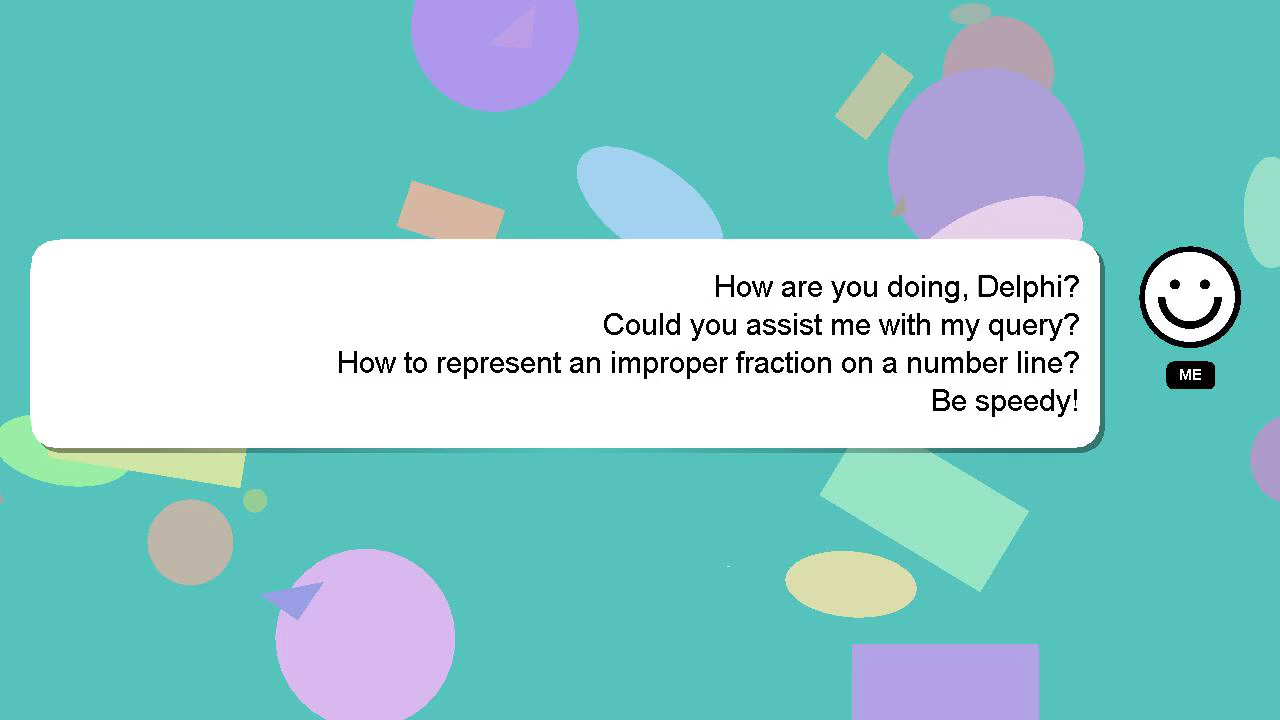 How are you doing, Delphi?
Could you assist me with my query?
How to represent an improper fraction on a number line?
Be speedy!
ME